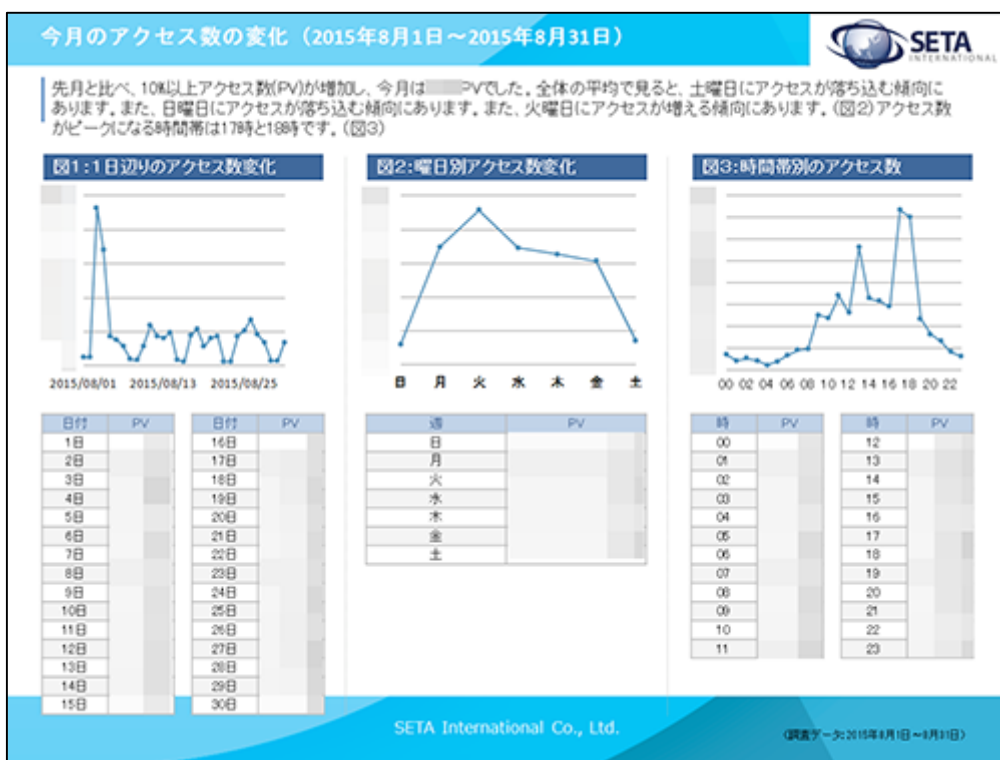 今月のアクセス数の変化（2015年8月1日～2015年8月31日）
SETA
INTERNATIONAL
先月と比べ、10%以上アクセス数(PV)が増加し、今月は PVでした。全体の平均で見ると、土曜日にアクセスが落ち込む傾向に
あります。また、日曜日にアクセスが落ち込む傾向にあります。また、火曜日にアクセスが増える傾向にあります。(図2)アクセス数
がピークになる時間帯は17時と18時です。(図3)
図1:1日辺りのアクセス数変化
2015/08/01 2015/08/13 2015/08/25
日付 PV 日付 PV
1日 16日
2日 17日
3日 18日
4日 19日
5日 20日
6日 21日
7日 22日
8日 23日
9日 24日
10日 25日
11日 26日
12日 27日
13日 28日
14日 29日
15日 30日
図2:曜日別アクセス数変化
日 月 火 水 木 金 土
週 PV
日
月
火
水
木
金
土
図3:時間帯別のアクセス数
00 02 04 06 08 10 12 14 16 18 20 22
時 PV 時 PV
00 12
01 13
02 14
03 15
04 16
05 17
06 18
07 19
08 20
09 21
10 22
11 23
SETA International Co., Ltd.
(調査データ:2015年8月1日～8月31日)